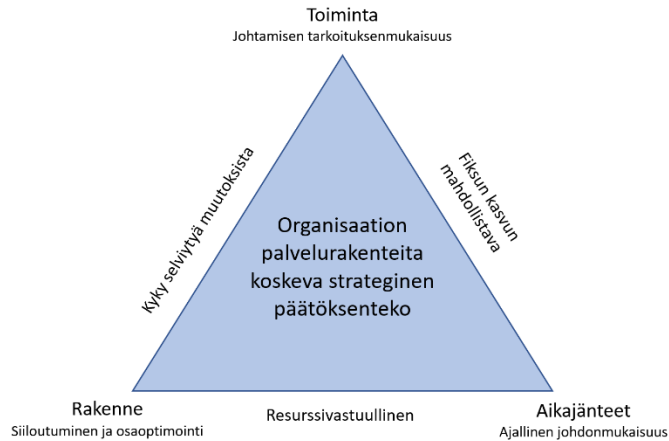 Toiminta
Johtamisen tarkoituksenmukaisuus
Kyky selviytyä muutoksista
Fiksun kasvun
mahdollistava
Organisaation
palvelurakenteita
koskeva strateginen
päätöksenteko
Rakenne
Siiloutuminen ja osaoptimointi
Resurssivastuullinen
Aikajänteet
Ajallinen johdonmukaisuus